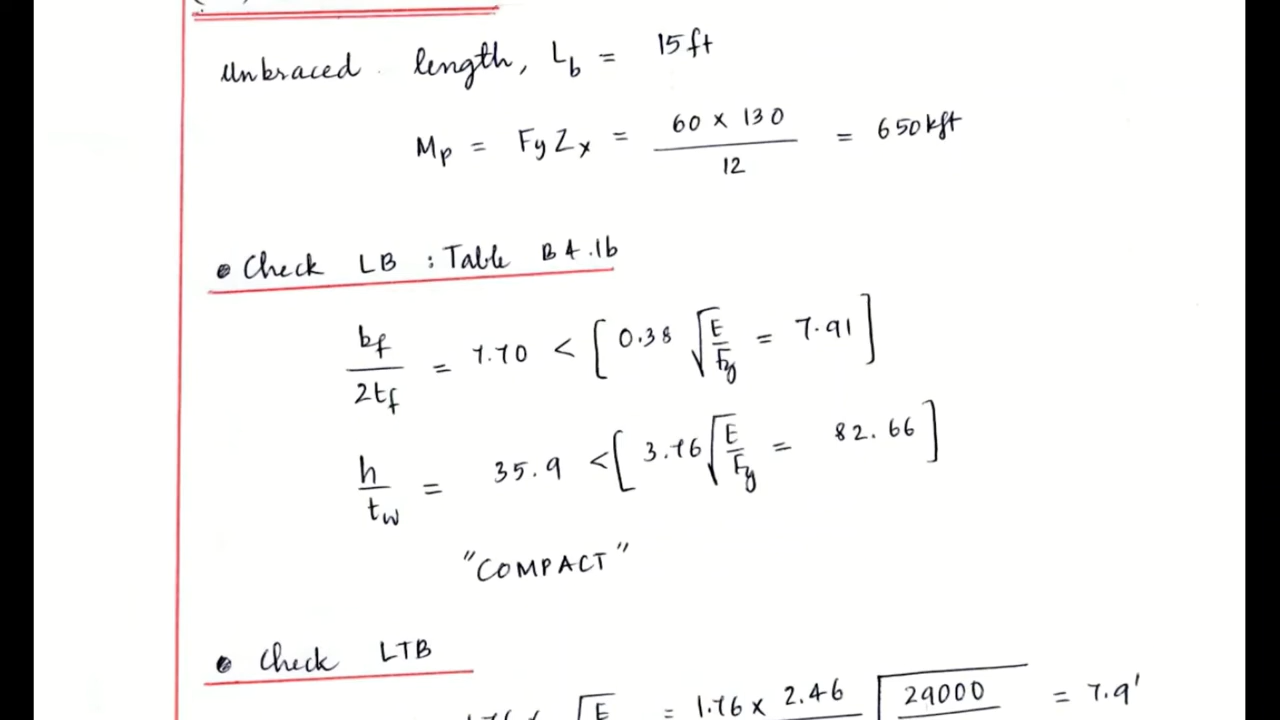 Unbraced length, Lb = 15ft
Mp = FyZx = 60 x 130 / 12 = 650kft
• Check LB : Table B4.1b
bf / 2tf = 7.70 < [0.38 √E/Fy = 7.91]
h / tw = 35.9 < [3.76 √E/Fy = 82.66]
"COMPACT"
• Check LTB
= 1.76 x 2.46 √29000 = 7.9'